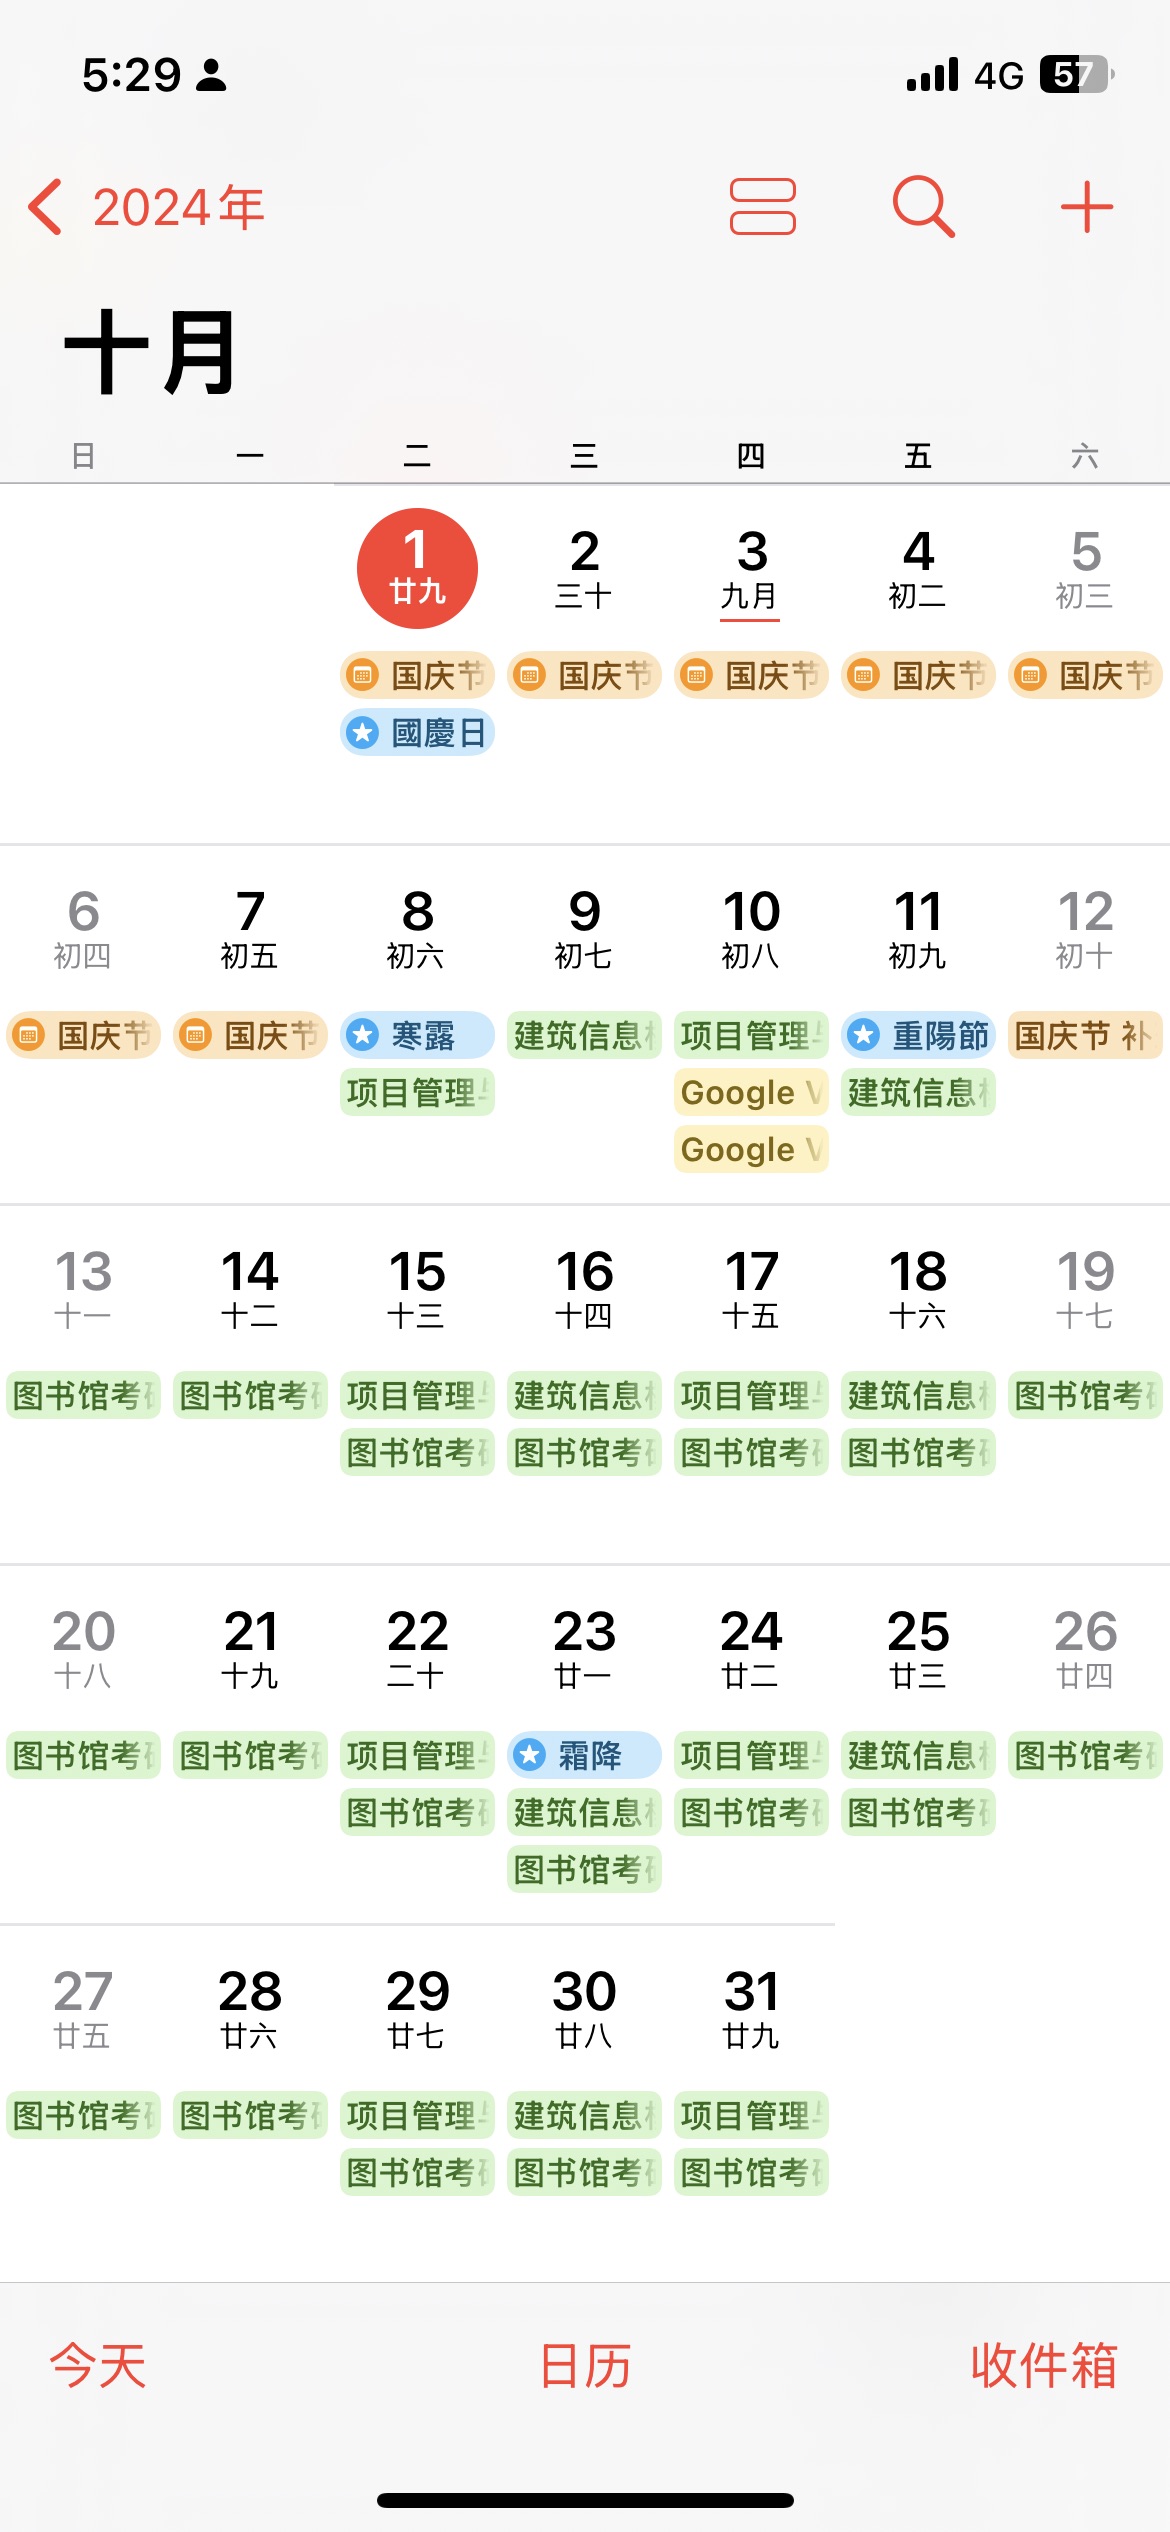 5:29 4G 57
2024年
十月
日 一 二 三 四 五 六
1 2 3 4 5
廿九 三十 九月 初二 初三
国庆节 国庆节 国庆节 国庆节 国庆节
國慶日
6 7 8 9 10 11 12
初四 初五 初六 初七 初八 初九 初十
国庆节 国庆节 寒露 建筑信息 项目管理 重陽節 国庆节 补
项目管理 Google 建筑信息
Google
13 14 15 16 17 18 19
十一 十二 十三 十四 十五 十六 十七
图书馆考 图书馆考 项目管理 建筑信息 项目管理 建筑信息 图书馆考
图书馆考 图书馆考 图书馆考 图书馆考
20 21 22 23 24 25 26
十八 十九 二十 廿一 廿二 廿三 廿四
图书馆考 图书馆考 项目管理 霜降 项目管理 建筑信息 图书馆考
图书馆考 建筑信息 图书馆考 图书馆考
图书馆考
27 28 29 30 31
廿五 廿六 廿七 廿八 廿九
图书馆考 图书馆考 项目管理 建筑信息 项目管理
图书馆考 图书馆考 图书馆考
今天 日历 收件箱